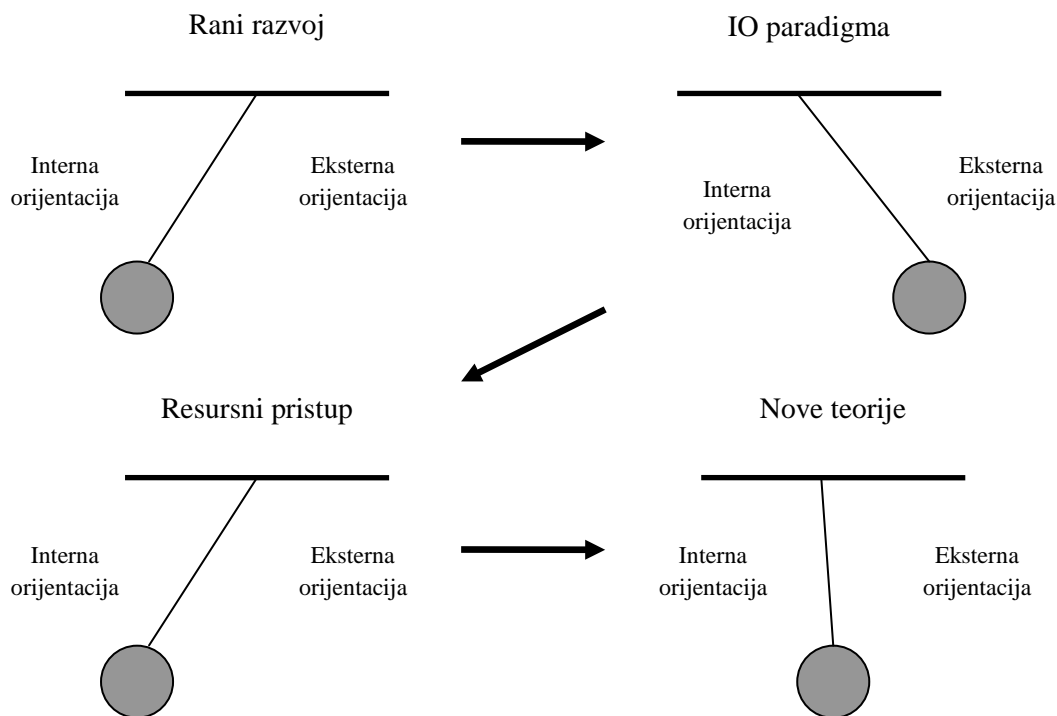 Rani razvoj
IO paradigma
Interna
orijentacija
Eksterna
orijentacija
Interna
orijentacija
Eksterna
orijentacija
Resursni pristup
Nove teorije
Interna
orijentacija
Eksterna
orijentacija
Interna
orijentacija
Eksterna
orijentacija